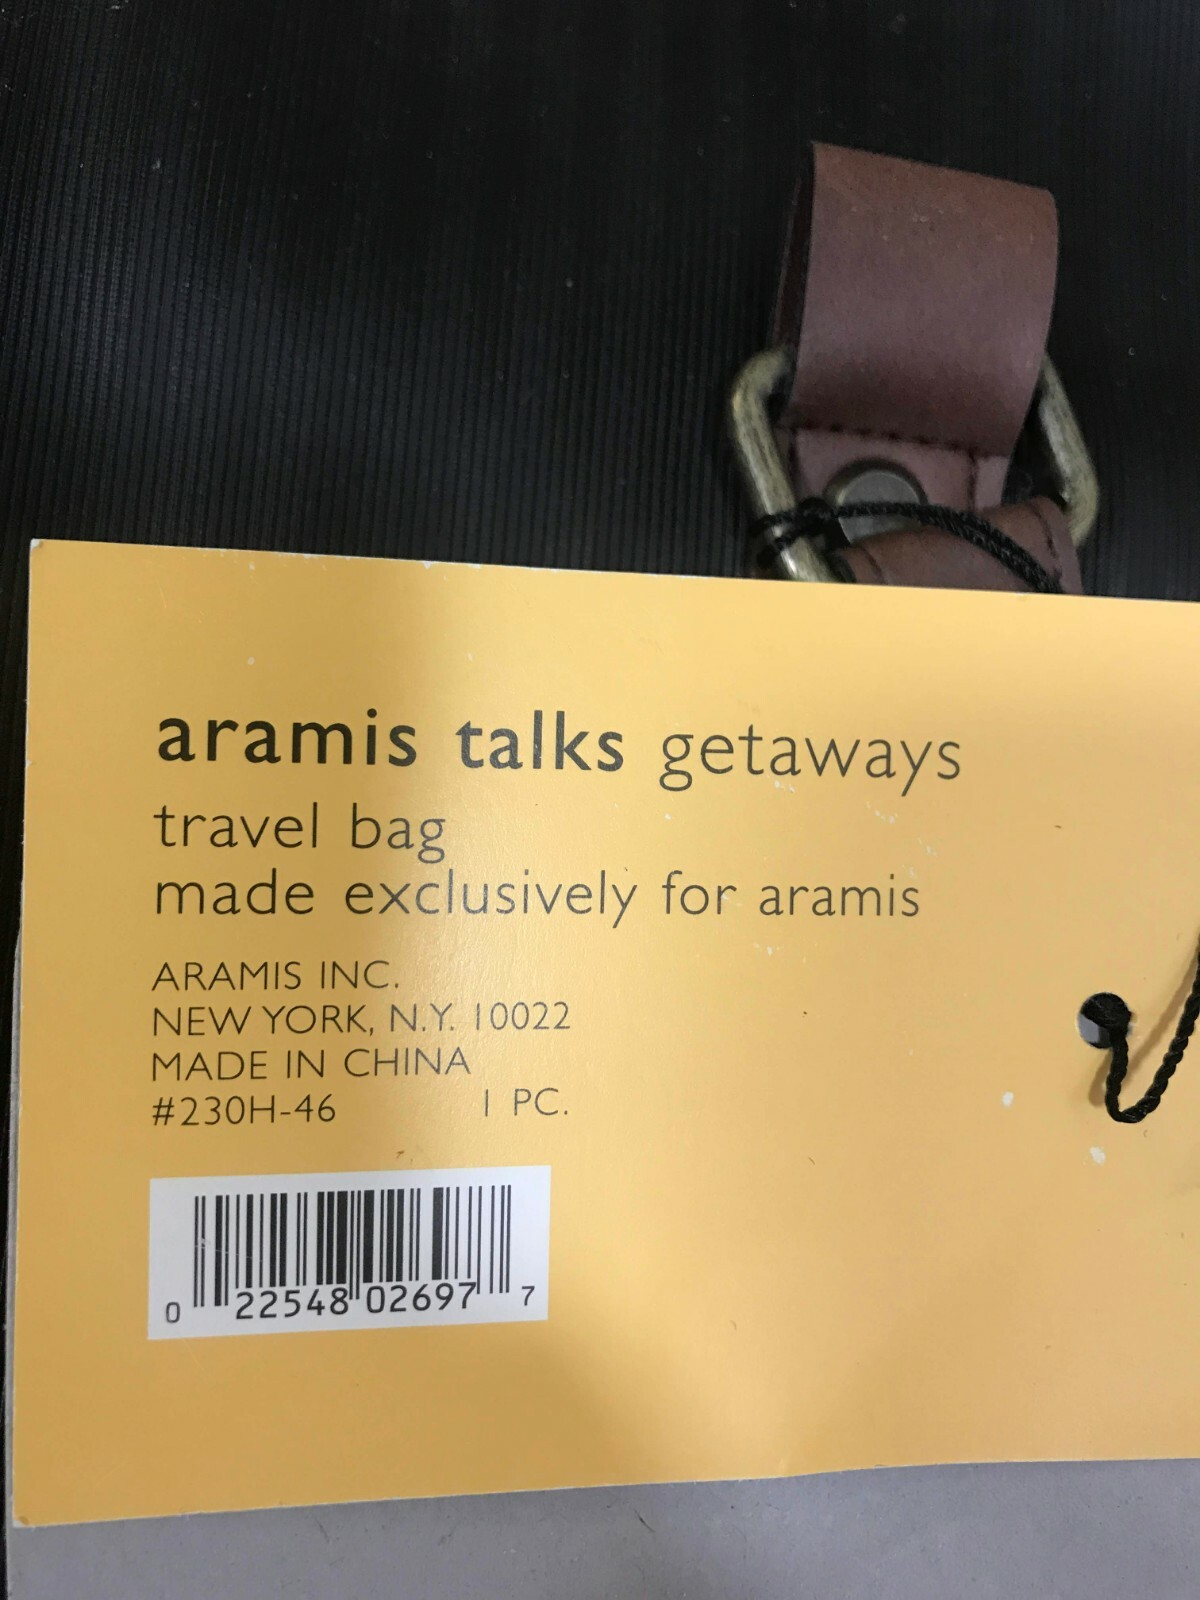 aramis talks getaways
travel bag
made exclusively for aramis
ARAMIS INC.
NEW YORK, N.Y. 10022
MADE IN CHINA
#230H-46 1 PC.
0 22548 02697 7